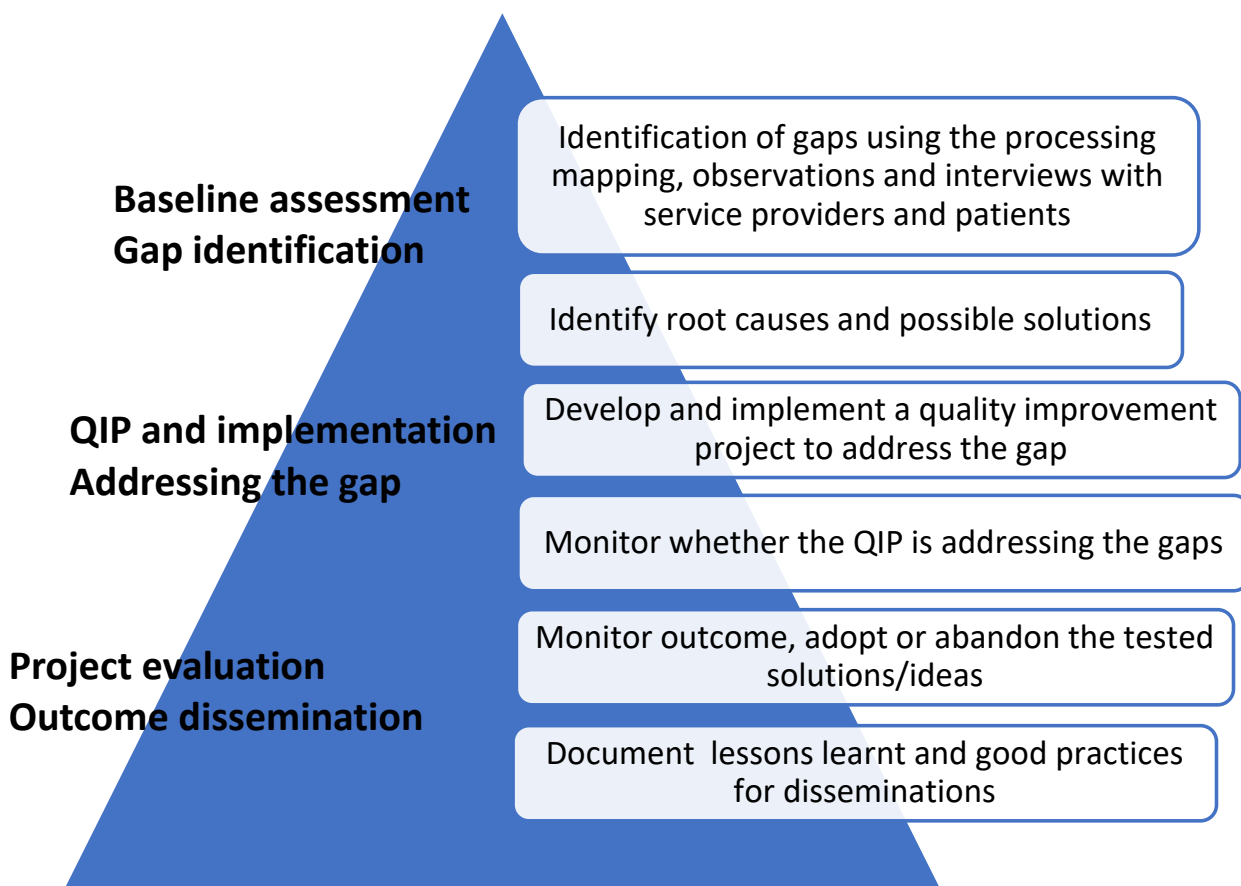 Baseline assessment
Gap identification
Identification of gaps using the processing
mapping, observations and interviews with
service providers and patients
Identify root causes and possible solutions
QIP and implementation
Addressing the gap
Develop and implement a quality improvement
project to address the gap
Monitor whether the QIP is addressing the gaps
Project evaluation
Outcome dissemination
Monitor outcome, adopt or abandon the tested
solutions/ideas
Document  lessons learnt and good practices
for disseminations